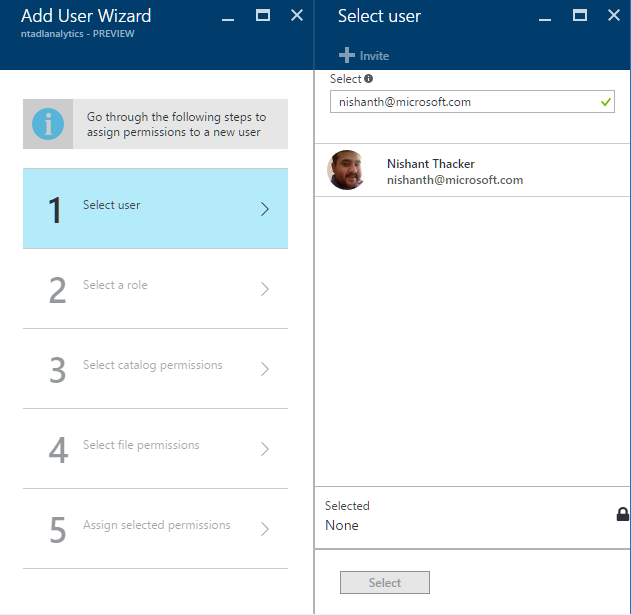 Add User Wizard
ntadlanalytics - PREVIEW
Go through the following steps to
assign permissions to a new user
1 Select user
2 Select a role
3 Select catalog permissions
4 Select file permissions
5 Assign selected permissions
Select user
Invite
Select
nishanth@microsoft.com
Nishant Thacker
nishanth@microsoft.com
Selected
None
Select